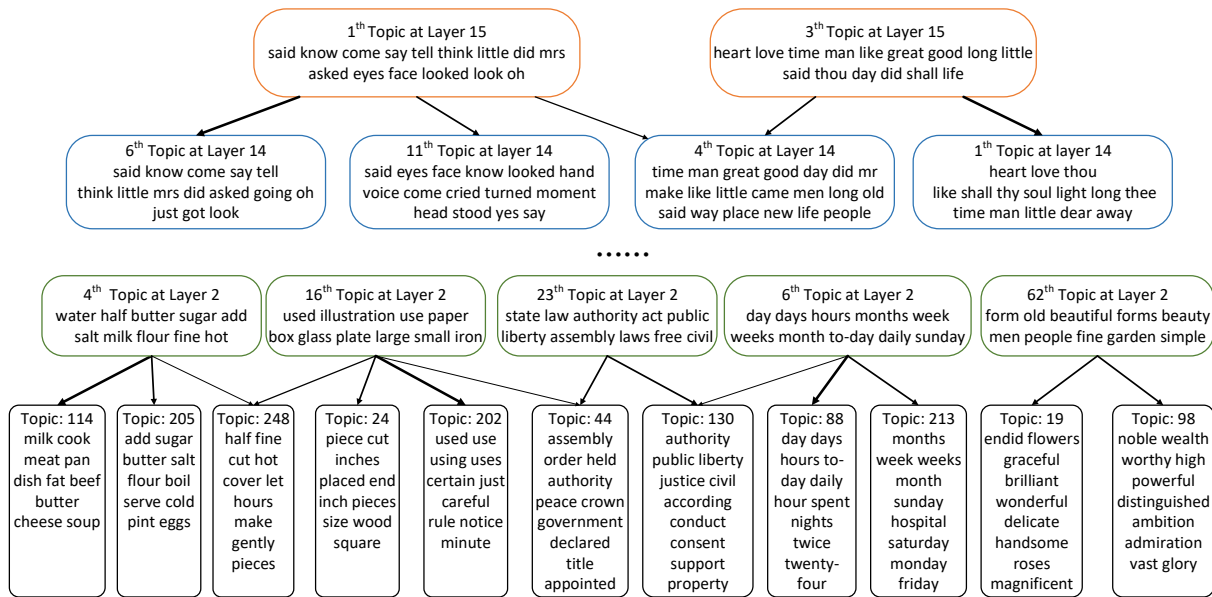 1th Topic at Layer 15
said know come say tell think little did mrs
asked eyes face looked look oh
3th Topic at Layer 15
heart love time man like great good long little
said thou day did shall life
6th Topic at Layer 14
said know come say tell
think little mrs did asked going oh
just got look
11th Topic at layer 14
said eyes face know looked hand
voice come cried turned moment
head stood yes say
4th Topic at Layer 14
time man great good day did mr
make like little came men long old
said way place new life people
1th Topic at layer 14
heart love thou
like shall thy soul light long thee
time man little dear away
......
4th Topic at Layer 2
water half butter sugar add
salt milk flour fine hot
16th Topic at Layer 2
used illustration use paper
box glass plate large small iron
23th Topic at Layer 2
state law authority act public
liberty assembly laws free civil
6th Topic at Layer 2
day days hours months week
weeks month to-day daily sunday
62th Topic at Layer 2
form old beautiful forms beauty
men people fine garden simple
Topic: 114
milk cook
meat pan
dish fat beef
butter
cheese soup
Topic: 205
add sugar
butter salt
flour boil
serve cold
pint eggs
Topic: 248
half fine
cut hot
cover let
hours
make
gently
pieces
Topic: 24
piece cut
inches
placed end
inch pieces
size wood
square
Topic: 202
used use
using uses
certain just
careful
rule notice
minute
Topic: 44
assembly
order held
authority
peace crown
government
declared
title
appointed
Topic: 130
authority
public liberty
justice civil
according
conduct
consent
support
property
Topic: 88
day days
hours to-
day daily
hour spent
nights
twice
twenty-
four
Topic: 213
months
week weeks
month
sunday
hospital
saturday
monday
friday
Topic: 19
endid flowers
graceful
brilliant
wonderful
delicate
handsome
roses
magnificent
Topic: 98
noble wealth
worthy high
powerful
distinguished
ambition
admiration
vast glory